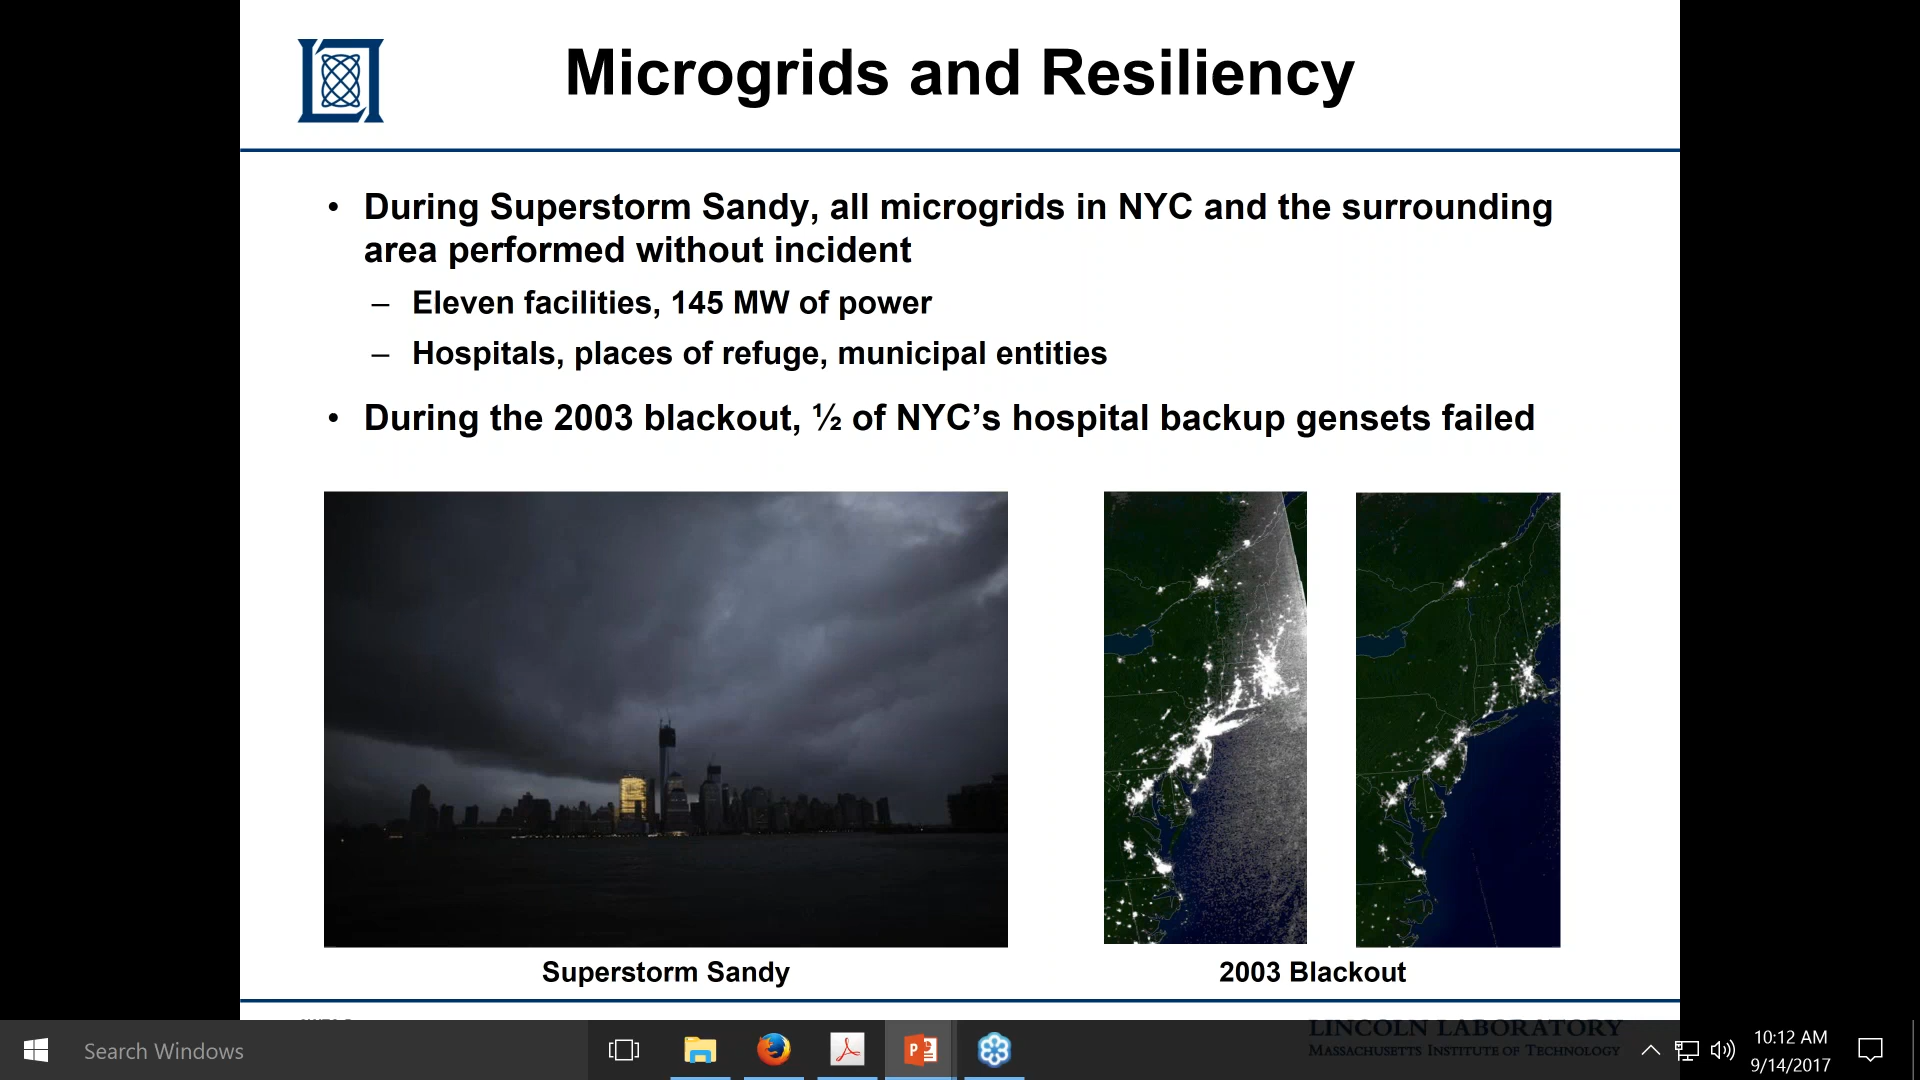 Microgrids and Resiliency
• During Superstorm Sandy, all microgrids in NYC and the surrounding
area performed without incident
– Eleven facilities, 145 MW of power
– Hospitals, places of refuge, municipal entities
• During the 2003 blackout, ½ of NYC’s hospital backup gensets failed
Superstorm Sandy
2003 Blackout
LINCOLN LABORATORY
MASSACHUSETTS INSTITUTE OF TECHNOLOGY
Search Windows
10:12 AM
9/14/2017